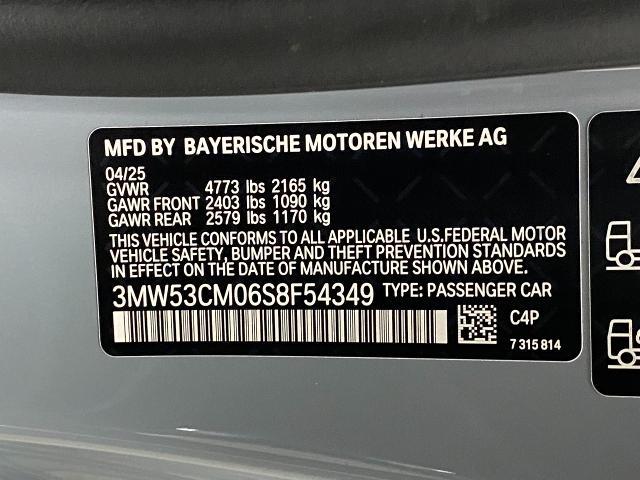 MFD BY BAYERISCHE MOTOREN WERKE AG
04/25
GVWR 4773 lbs 2165 kg
GAWR FRONT 2403 lbs 1090 kg
GAWR REAR 2579 lbs 1170 kg
THIS VEHICLE CONFORMS TO ALL APPLICABLE U.S.FEDERAL MOTOR
VEHICLE SAFETY, BUMPER AND THEFT PREVENTION STANDARDS
IN EFFECT ON THE DATE OF MANUFACTURE SHOWN ABOVE.
3MW53CM06S8F54349 TYPE: PASSENGER CAR
C4P
7 315 814